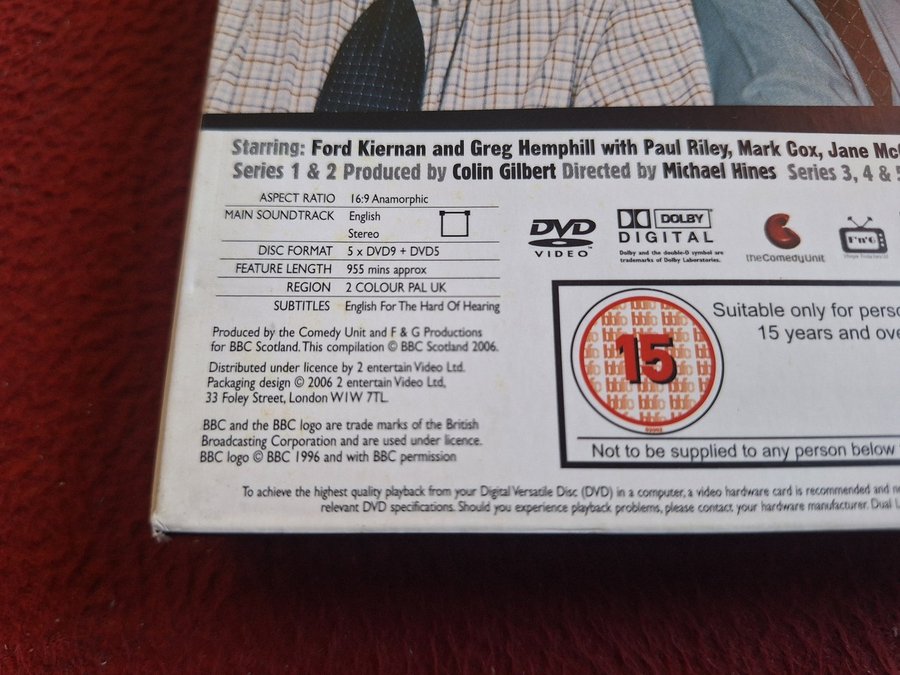 Starring: Ford Kiernan and Greg Hemphill with Paul Riley, Mark Cox, Jane
Series 1 & 2 Produced by Colin Gilbert Directed by Michael Hines Series 3, 4 &
ASPECT RATIO 16:9 Anamorphic
MAIN SOUNDTRACK English
Stereo
DISC FORMAT 5 x DVD9 + DVD5
FEATURE LENGTH 955 mins approx
REGION 2 COLOUR PAL UK
SUBTITLES English For The Hard Of Hearing
DVD
VIDEO
DOLBY
DIGITAL
Dolby and the double-D symbol are
trademarks of Dolby Laboratories.
theComedyUnit
F'n'G
Produced by the Comedy Unit and F & G Productions
for BBC Scotland. This compilation © BBC Scotland 2006.
Distributed under licence by 2 entertain Video Ltd.
Packaging design © 2006 2 entertain Video Ltd,
33 Foley Street, London W1W 7TL.
BBC and the BBC logo are trade marks of the British
Broadcasting Corporation and are used under licence.
BBC logo © BBC 1996 and with BBC permission
bbfc
15
Suitable only for
15 years and
Not to be supplied to any person below
To achieve the highest quality playback from your Digital Versatile Disc (DVD) in a computer, a video hardware card is recommended and
relevant DVD specifications. Should you experience playback problems, please contact your hardware manufacturer. Dual